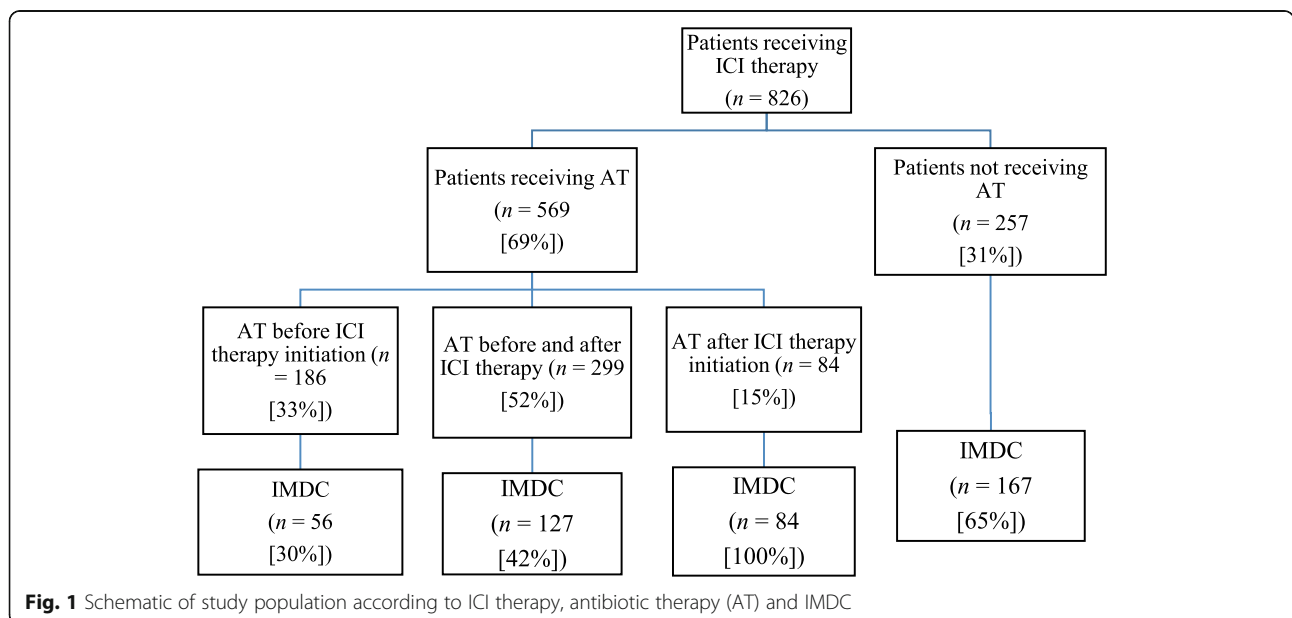 Patients receiving
ICI therapy
(n = 826)
Patients receiving AT
(n = 569
[69%])
Patients not receiving
AT
(n = 257
[31%])
AT before ICI
therapy initiation (n
= 186
[33%])
AT before and after
ICI therapy (n = 299
[52%])
AT after ICI therapy
initiation (n = 84
[15%])
IMDC
(n = 56
[30%])
IMDC
(n = 127
[42%])
IMDC
(n = 84
[100%])
IMDC
(n = 167
[65%])
Fig. 1 Schematic of study population according to ICI therapy, antibiotic therapy (AT) and IMDC